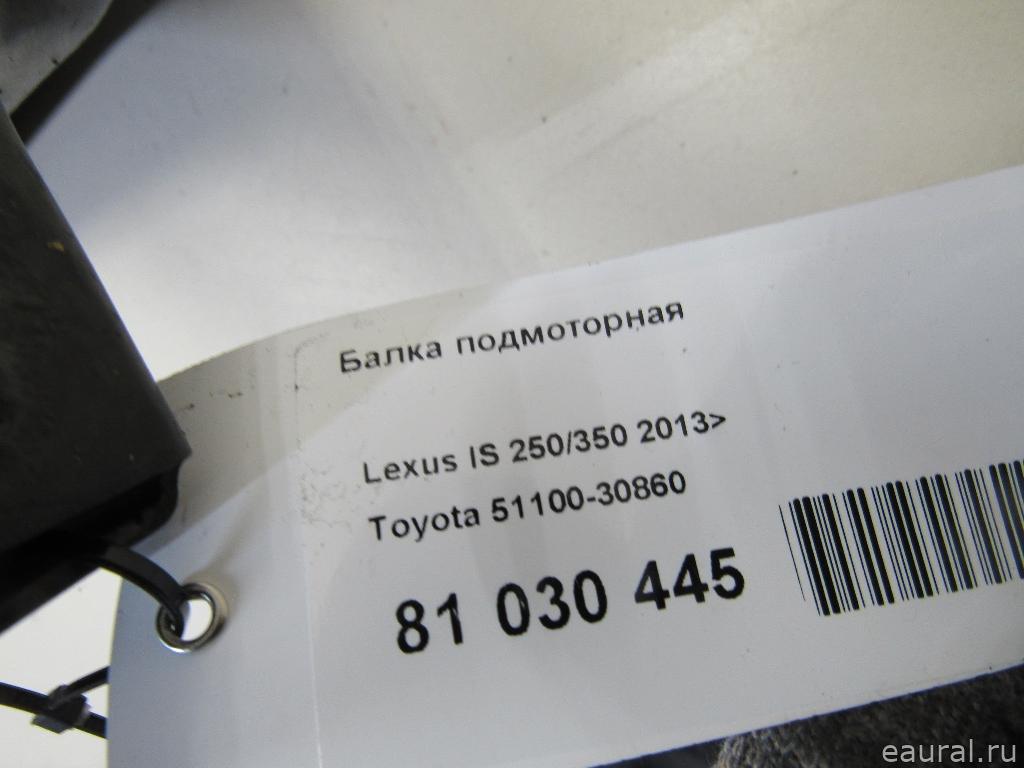 Балка подмоторная
Lexus IS 250/350 2013>
Toyota 51100-30860
81 030 445
eaural.ru